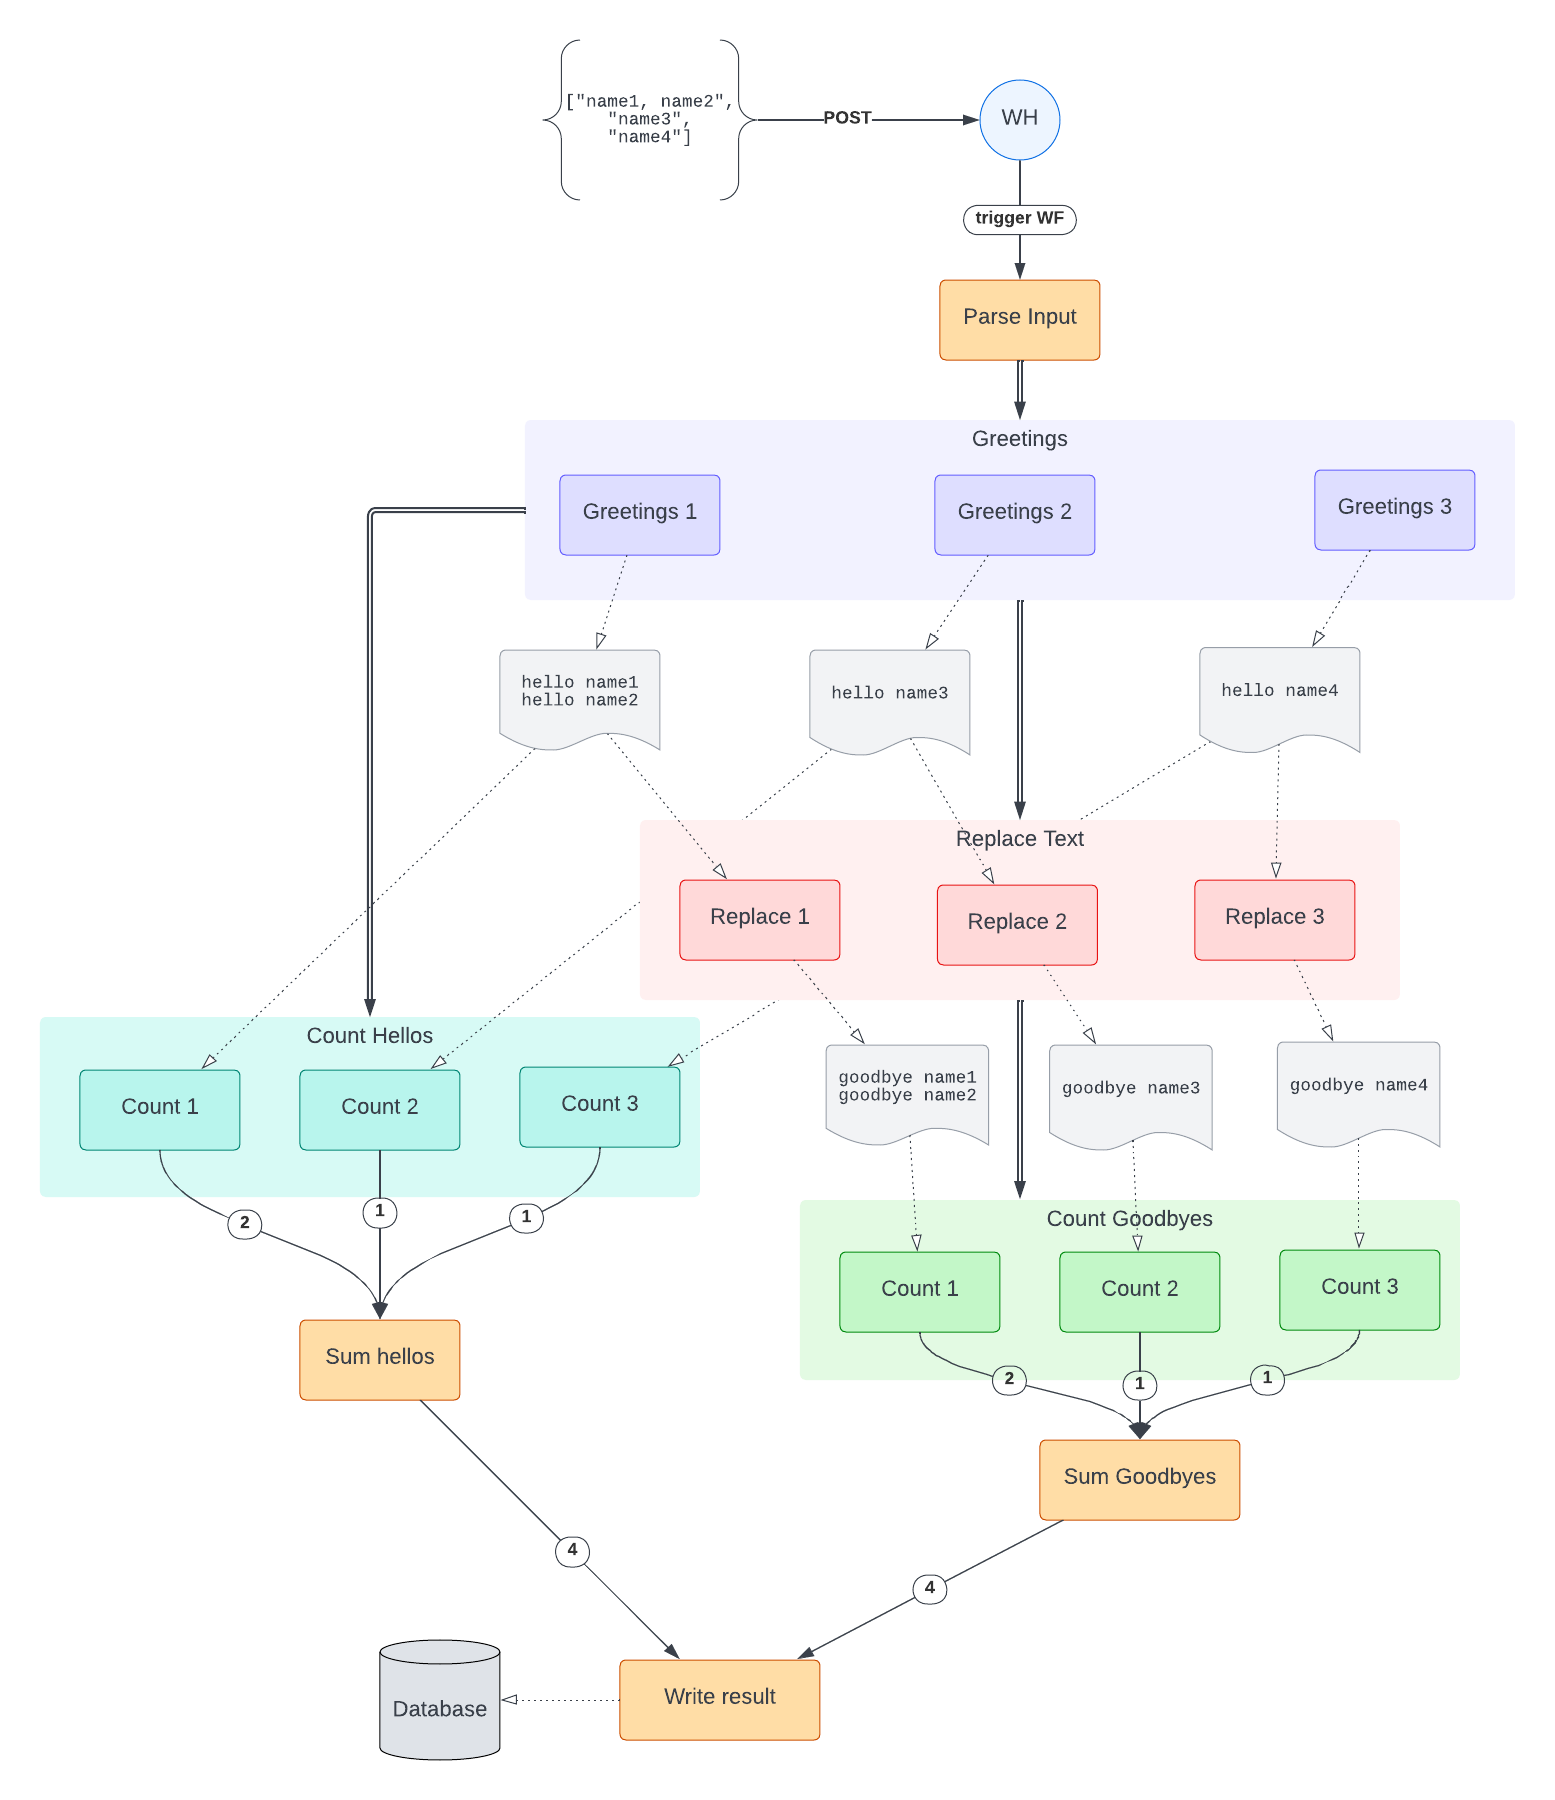 ["name1, name2",
"name3",
"name4"]
POST
WH
trigger WF
Parse Input
Greetings
Greetings 1
Greetings 2
Greetings 3
hello name1
hello name2
hello name3
hello name4
Replace Text
Replace 1
Replace 2
Replace 3
Count Hellos
Count 1
Count 2
Count 3
goodbye name1
goodbye name2
goodbye name3
goodbye name4
2
1
1
Count Goodbyes
Count 1
Count 2
Count 3
Sum hellos
2
1
1
Sum Goodbyes
4
4
Database
Write result